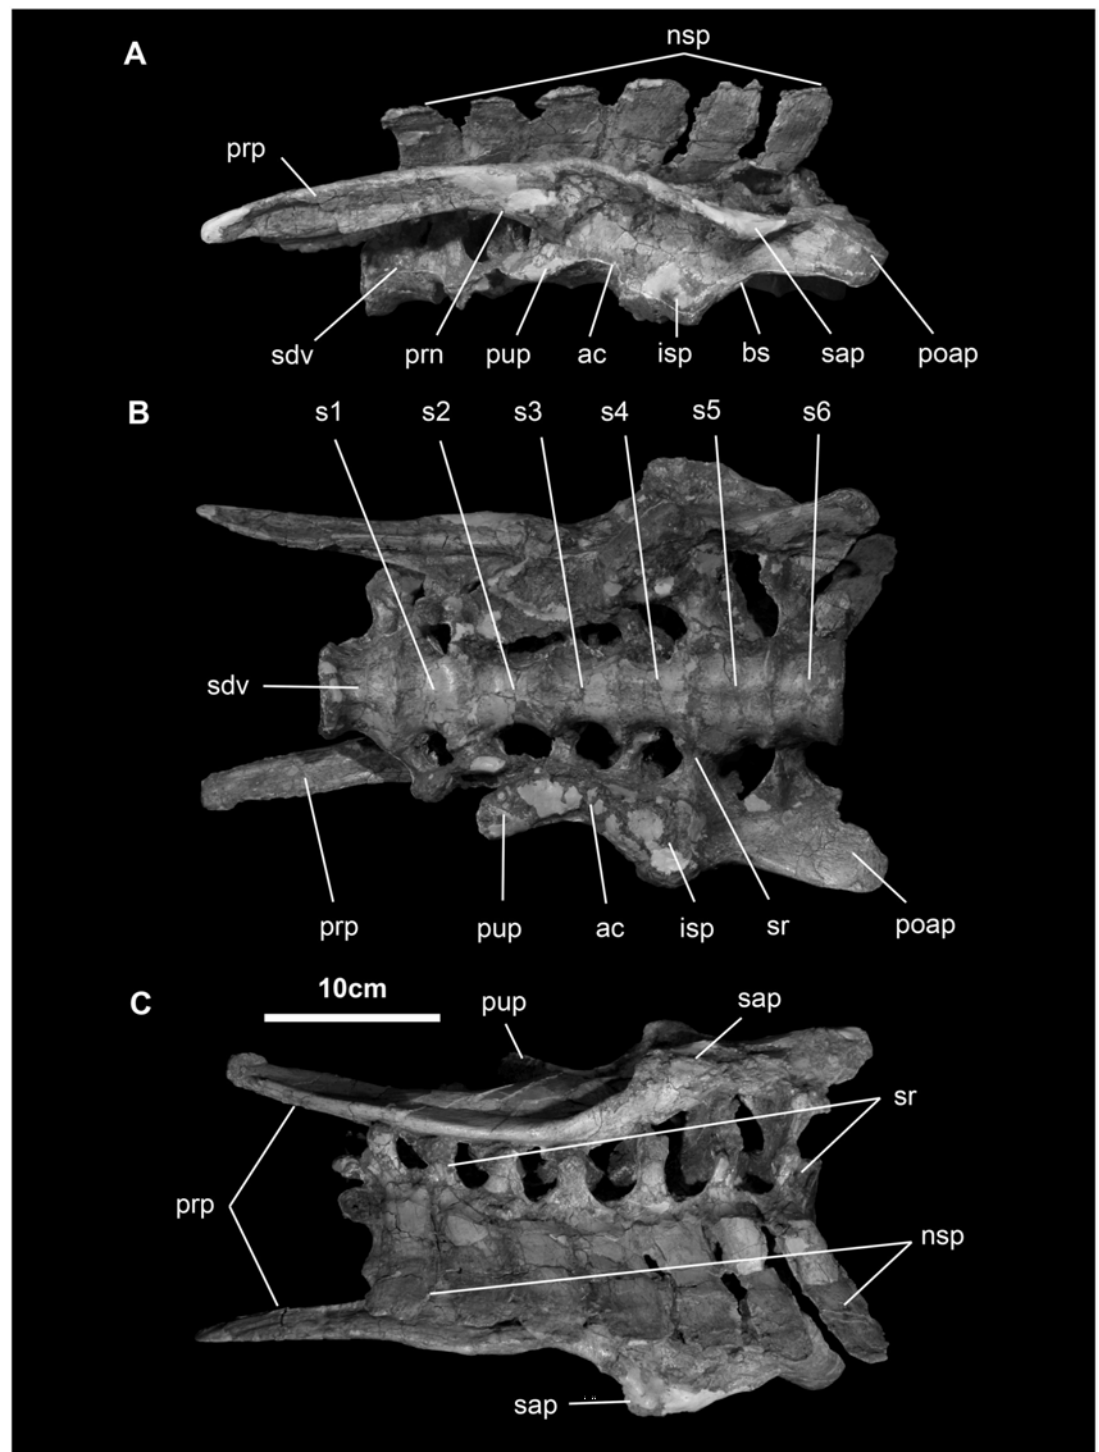 A
nsp
prp
sdv prn pup ac isp bs sap poap
B
s1 s2 s3 s4 s5 s6
sdv
prp pup ac isp sr poap
C
10cm
pup
sap
sr
prp
nsp
sap